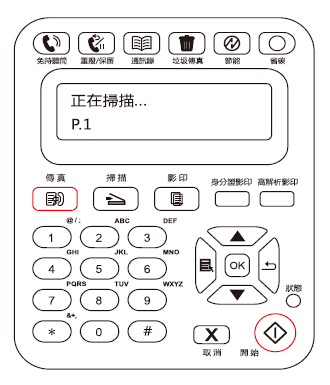 免持聽筒 重撥/保留 通訊錄 垃圾傳真 節能 省碳
正在掃描...
P.1
傳真 掃描 影印 身分證影印 高解析影印
@/; ABC DEF
1 2 3
GHI JKL MNO
4 5 6
OK
PQRS TUV WXYZ
狀態
7 8 9
&+,
* 0 #
X
取消 開始